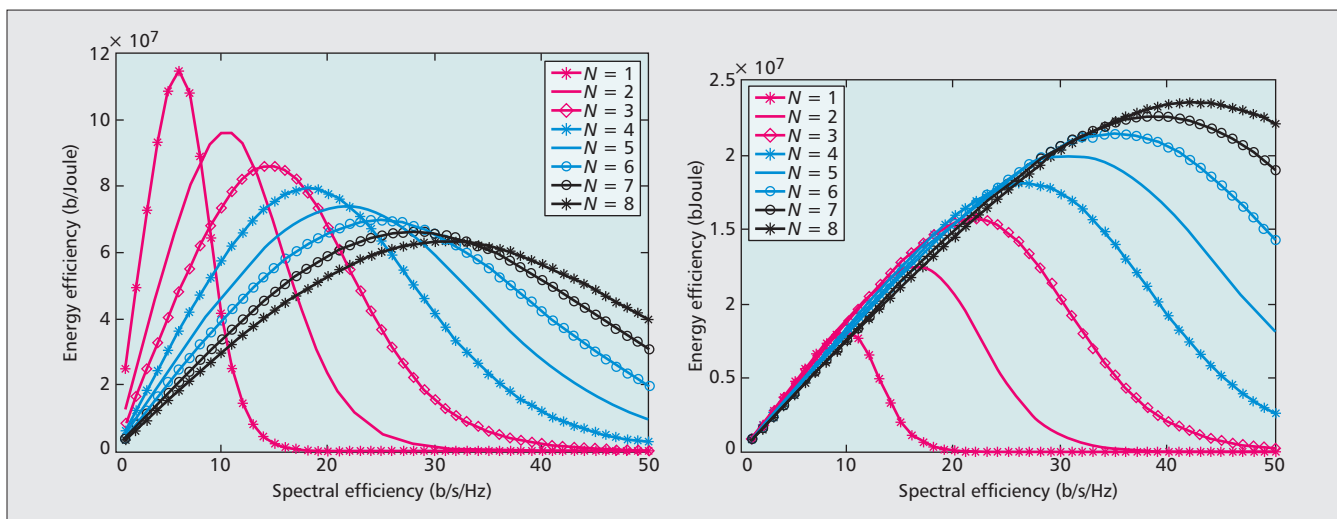 × 10⁷
12
10
8
6
4
2
0
Energy efficiency (b/Joule)
N = 1
N = 2
N = 3
N = 4
N = 5
N = 6
N = 7
N = 8
0 10 20 30 40 50
Spectral efficiency (b/s/Hz)
× 10⁷
2.5
2
1.5
2
0.5
0
Energy efficiency (bJoule)
N = 1
N = 2
N = 3
N = 4
N = 5
N = 6
N = 7
N = 8
0 10 20 30 40 50
Spectral efficiency (b/s/Hz)